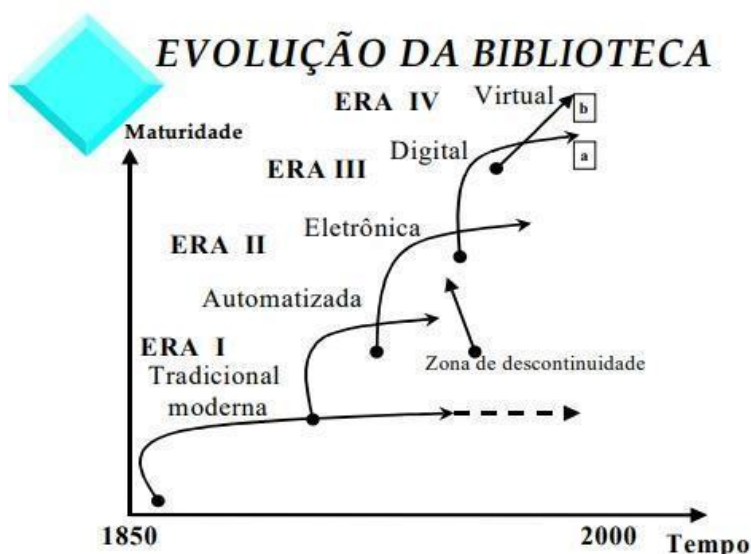 EVOLUÇÃO DA BIBLIOTECA
ERA IV
Virtual
b
Maturidade
Digital
a
ERA III
Eletrônica
ERA II
Automatizada
ERA I
Zona de descontinuidade
Tradicional
moderna
1850
2000
Tempo